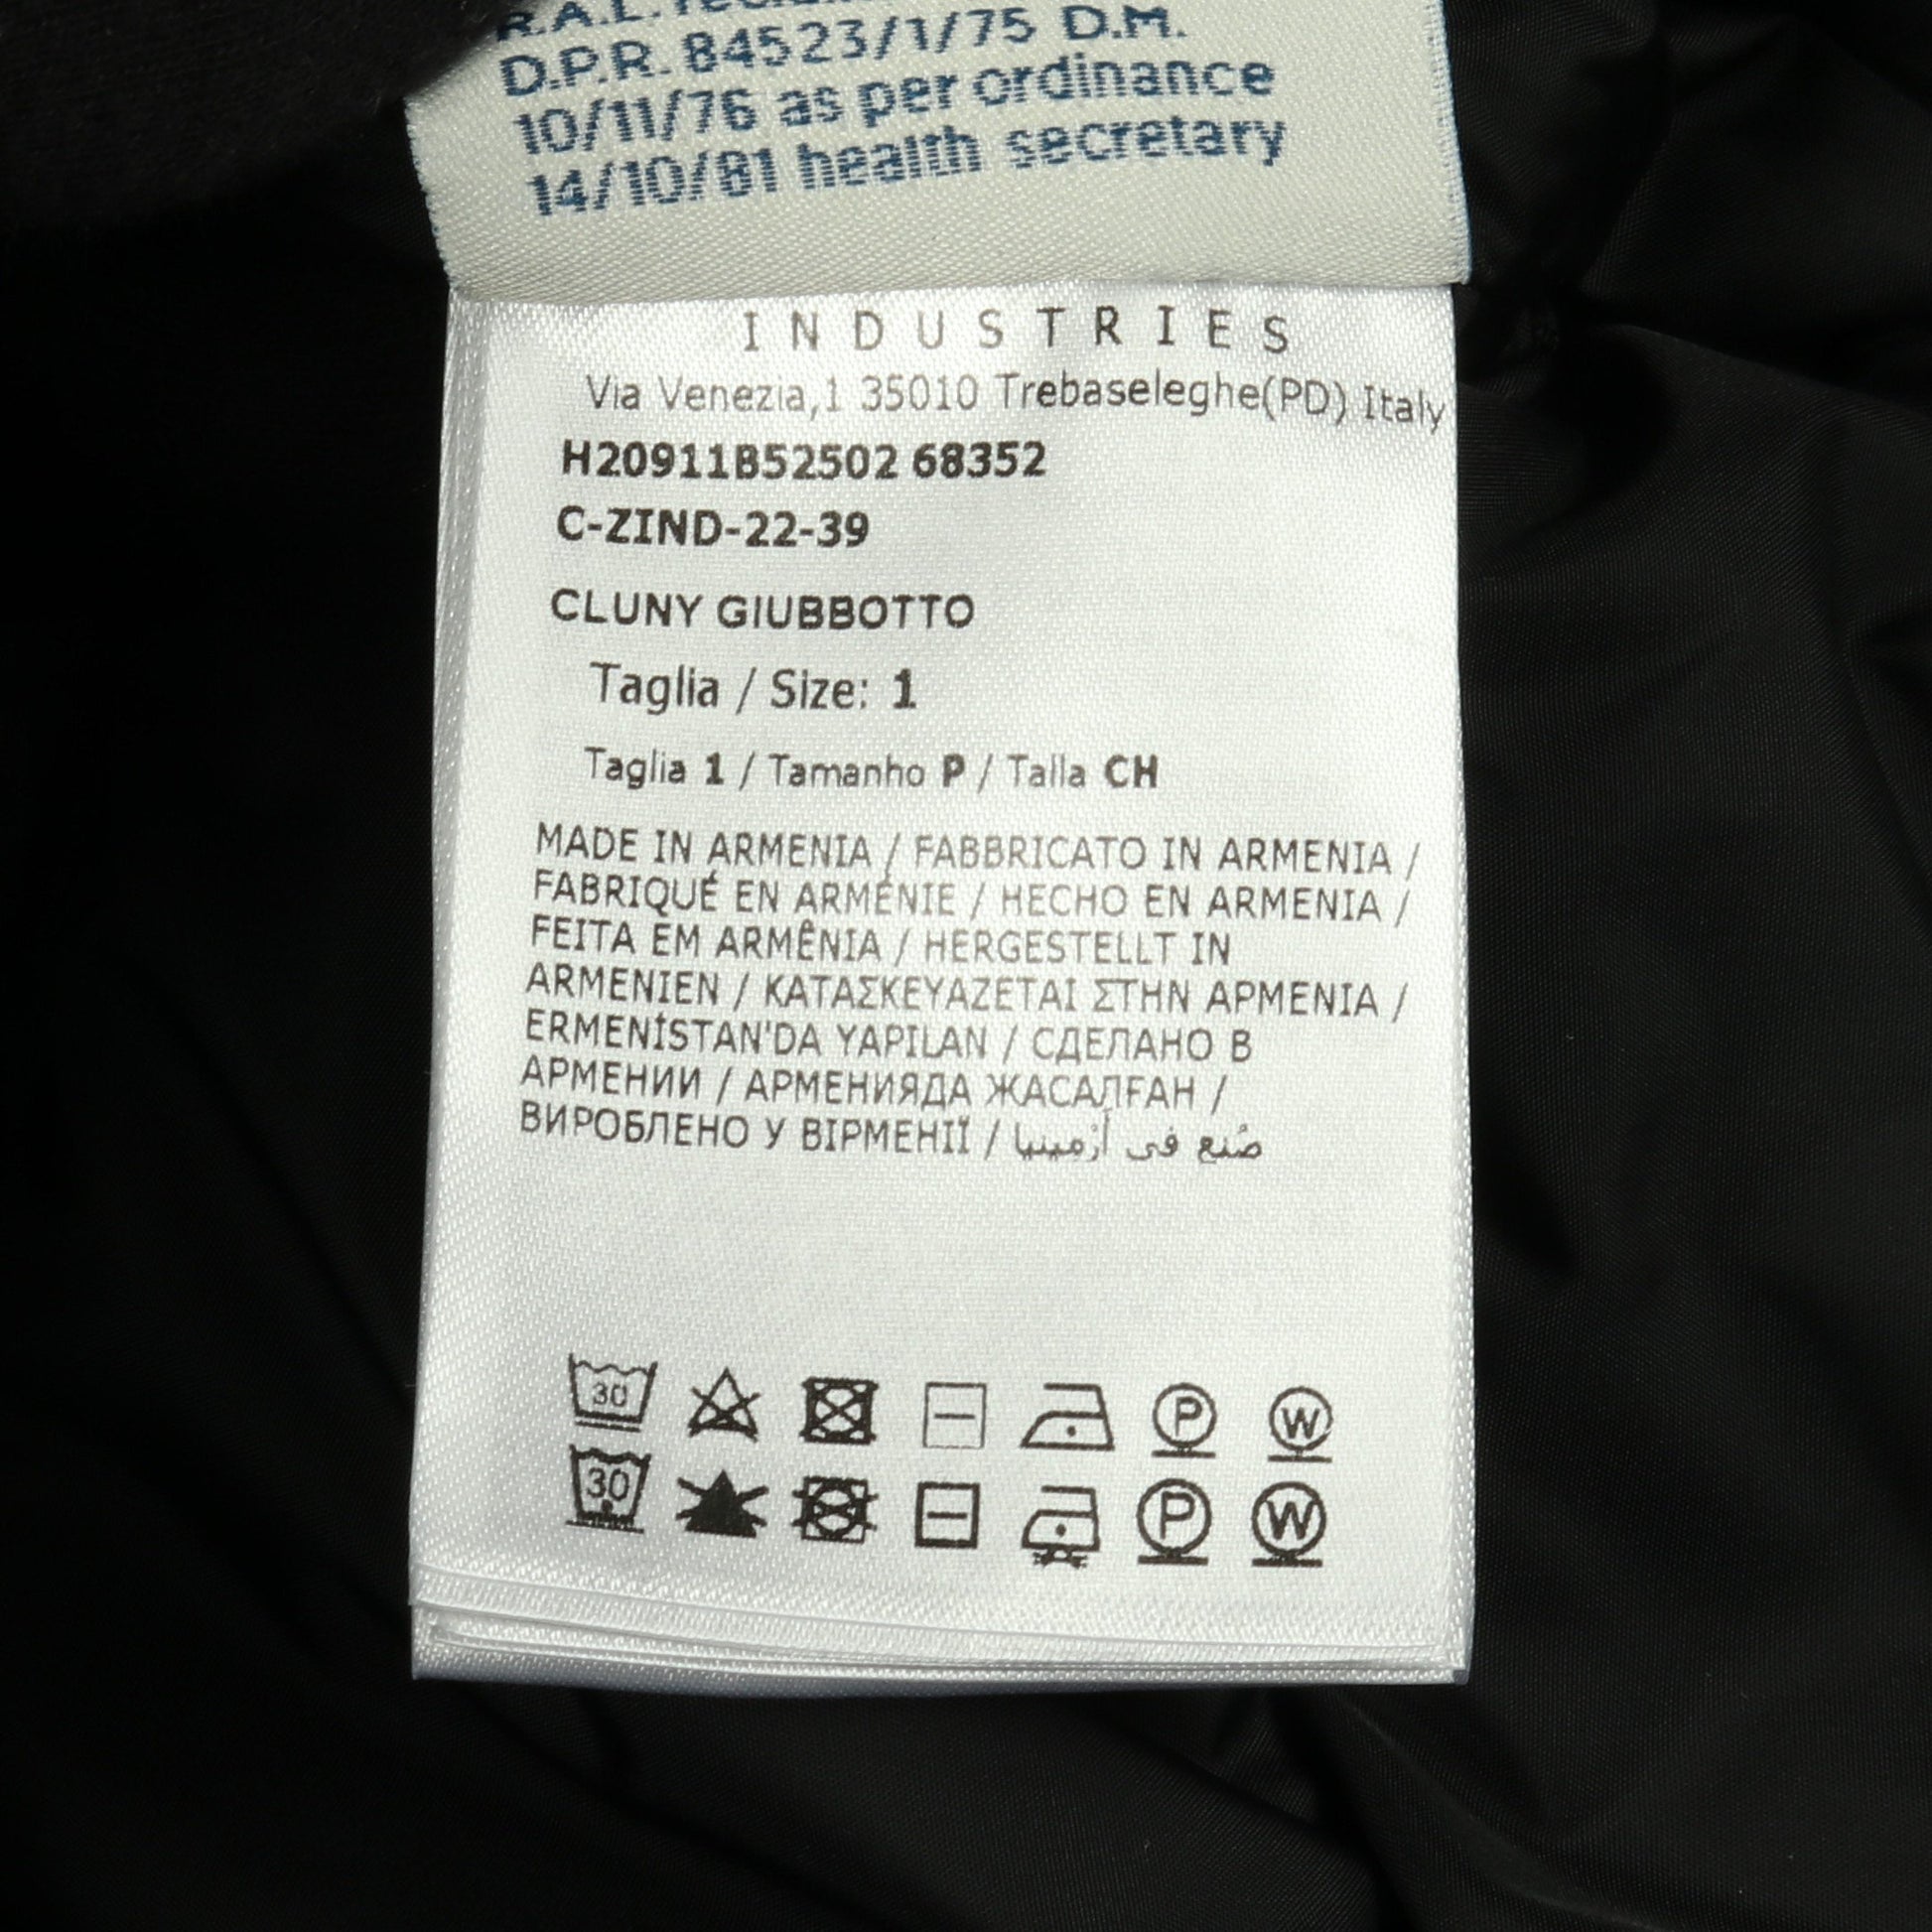 D.P.R. 84523/1/75 D.M.
10/11/76 as per ordinance
14/10/81 health secretary
INDUSTRIES
Via Venezia,1 35010 Trebaseleghe(PD) Italy
H20911B52502 68352
C-ZIND-22-39
CLUNY GIUBBOTTO
Taglia / Size: 1
Taglia 1 / Tamanho P / Talla CH
MADE IN ARMENIA / FABBRICATO IN ARMENIA /
FABRIQUÉ EN ARMÉNIE / HECHO EN ARMENIA /
FEITA EM ARMÊNIA / HERGESTELLT IN
ARMENIEN / ΚΑΤΑΣΚΕΥΑΖΕΤΑΙ ΣΤΗΝ ΑΡΜΕΝΙΑ /
ERMENİSTAN'DA YAPILAN / СДЕЛАНО В
АРМЕНИИ / АРМЕНИЯДА ЖАСАЛҒАН /
ВИРОБЛЕНО У ВІРМЕНІЇ / صُنع في أرْمينيا
30 P W
30 P W